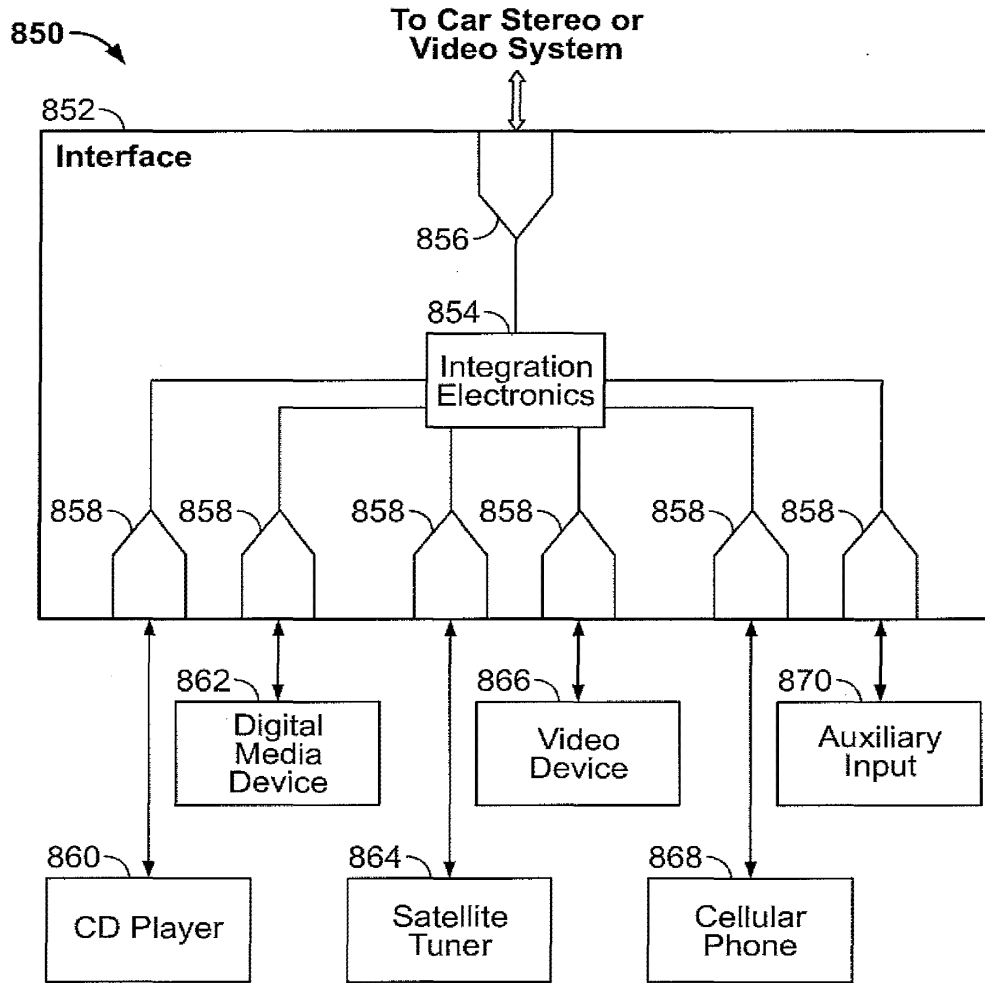 850
To Car Stereo or
Video System
852
Interface
856
854
Integration
Electronics
858
858
858
858
858
858
862
Digital
Media
Device
866
Video
Device
870
Auxiliary
Input
860
CD Player
864
Satellite
Tuner
868
Cellular
Phone